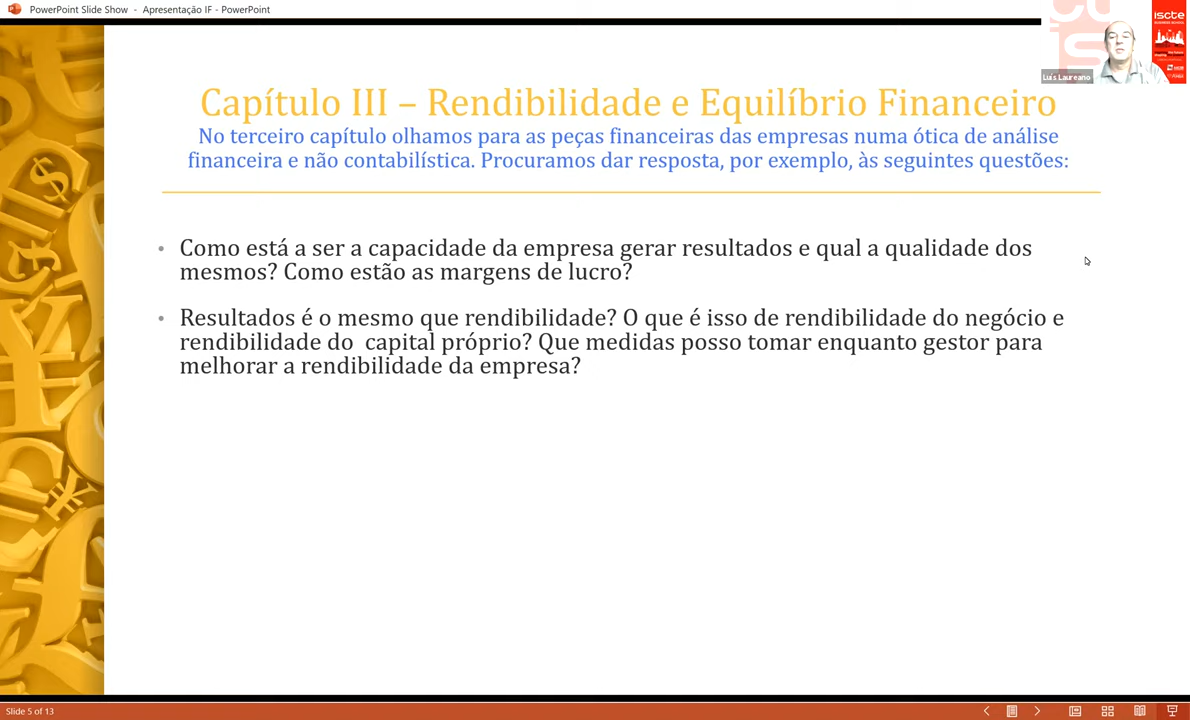 PowerPoint Slide Show - Apresentação IF - PowerPoint
iscte
Luís Laureano
Capítulo III – Rendibilidade e Equilíbrio Financeiro
No terceiro capítulo olhamos para as peças financeiras das empresas numa ótica de análise
financeira e não contabilística. Procuramos dar resposta, por exemplo, às seguintes questões:
• Como está a ser a capacidade da empresa gerar resultados e qual a qualidade dos
mesmos? Como estão as margens de lucro?
• Resultados é o mesmo que rendibilidade? O que é isso de rendibilidade do negócio e
rendibilidade do capital próprio? Que medidas posso tomar enquanto gestor para
melhorar a rendibilidade da empresa?
Slide 5 of 13